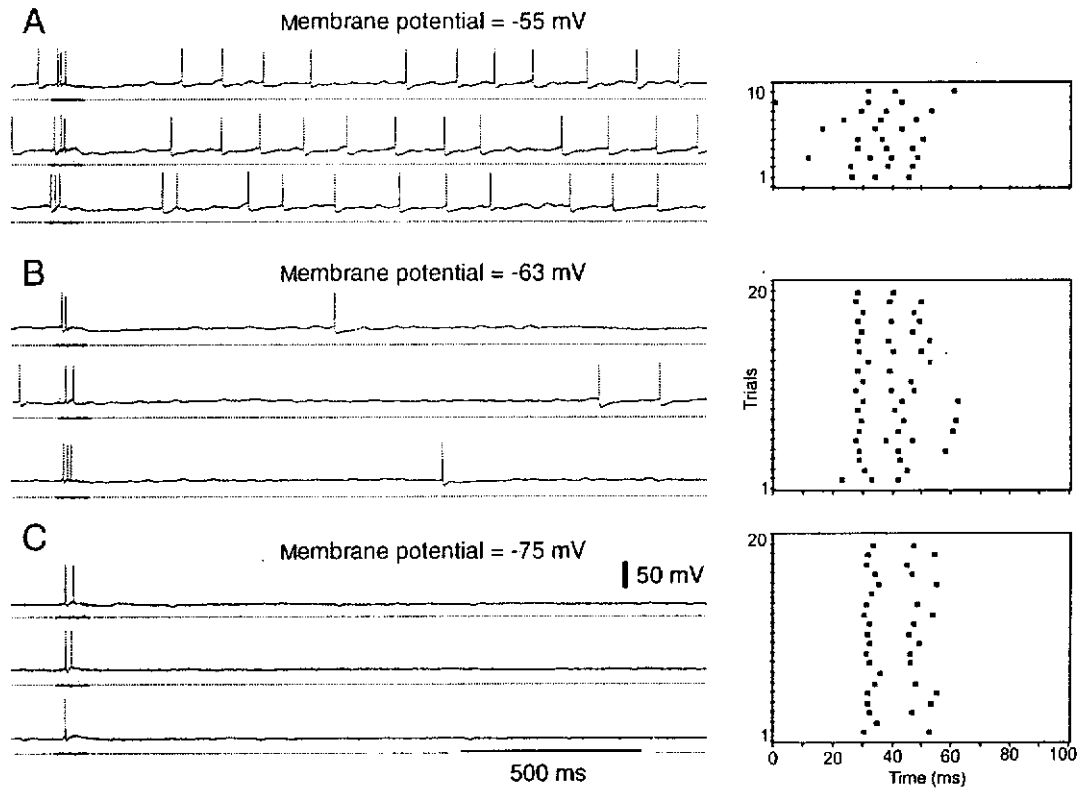 A
Membrane potential = -55 mV
10
1
B
Membrane potential = -63 mV
20
Trials
1
C
Membrane potential = -75 mV
50 mV
20
1
500 ms
0 20 40 60 80 100
Time (ms)